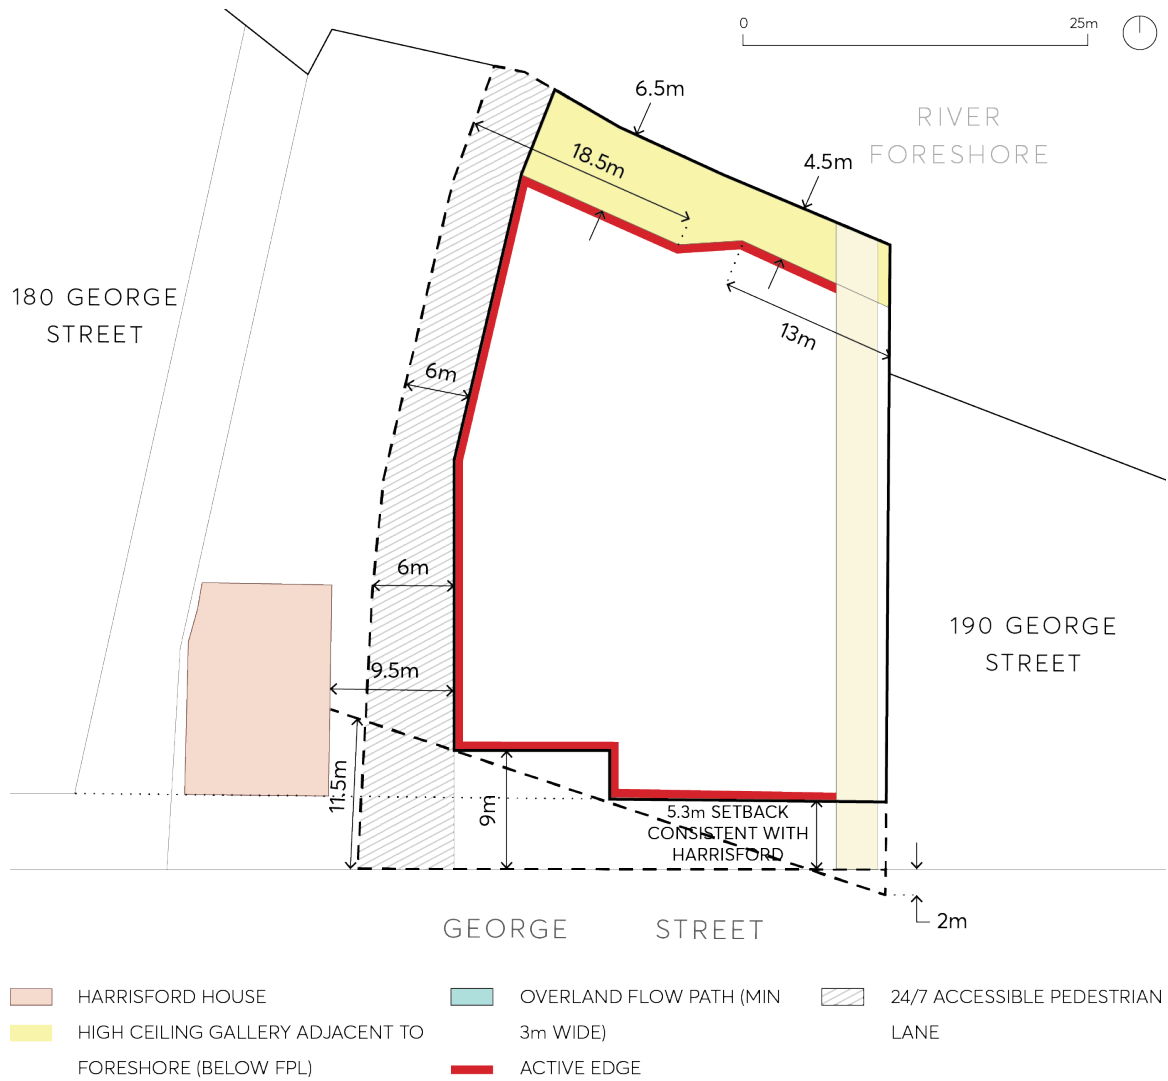 0
25m
6.5m
RIVER
FORESHORE
4.5m
18.5m
180 GEORGE
STREET
13m
6m
6m
190 GEORGE
STREET
9.5m
11.5m
9m
5.3m SETBACK
CONSISTENT WITH
HARRISFORD
2m
GEORGE STREET
HARRISFORD HOUSE
HIGH CEILING GALLERY ADJACENT TO
FORESHORE (BELOW FPL)
OVERLAND FLOW PATH (MIN
3m WIDE)
ACTIVE EDGE
24/7 ACCESSIBLE PEDESTRIAN
LANE